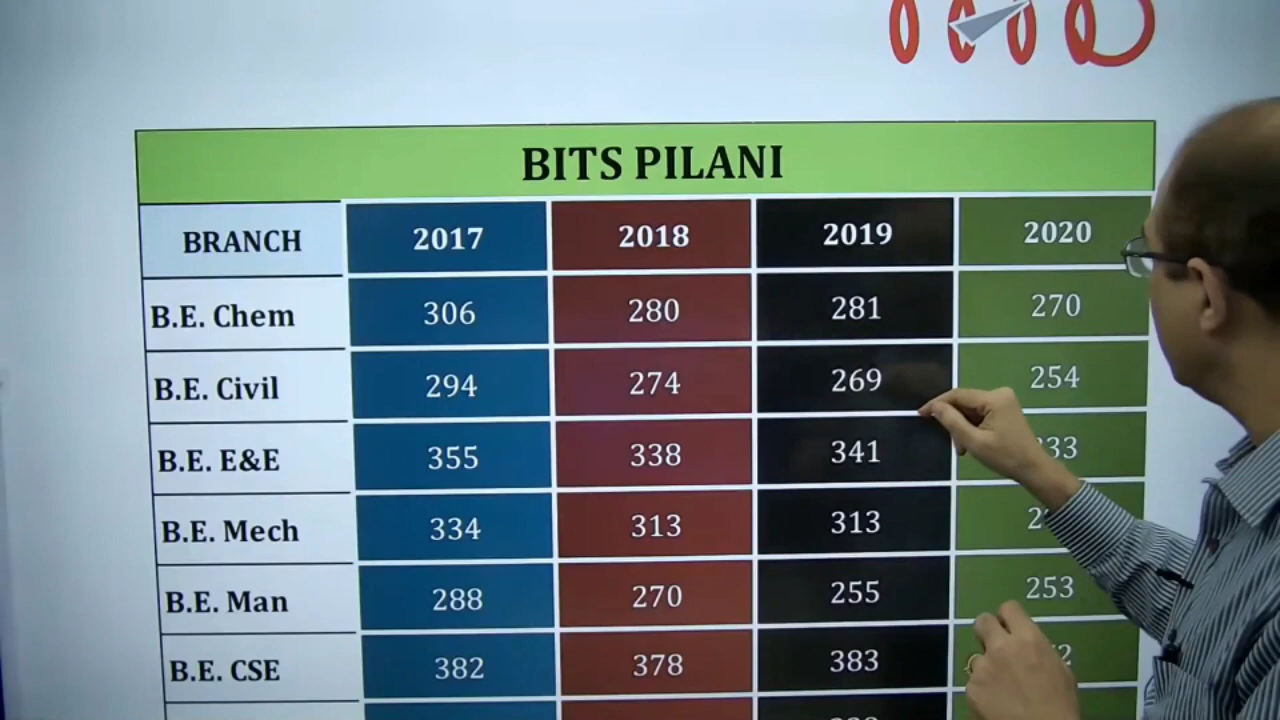 BITS PILANI
BRANCH 2017 2018 2019 2020
B.E. Chem 306 280 281 270
B.E. Civil 294 274 269 254
B.E. E&E 355 338 341
B.E. Mech 334 313 313
B.E. Man 288 270 255 253
B.E. CSE 382 378 383